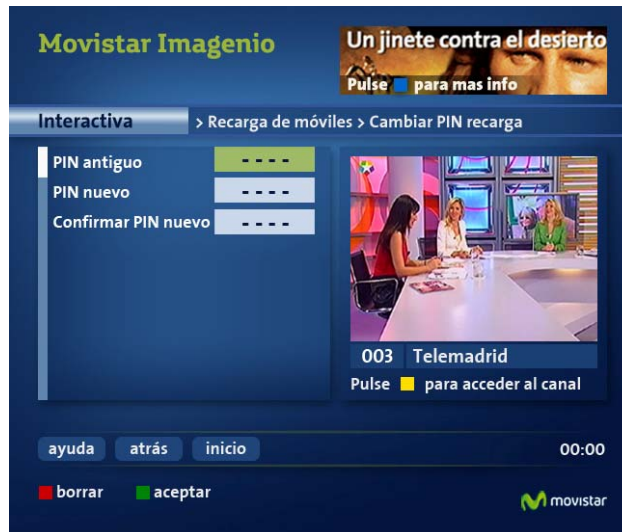 Movistar Imagenio
Un jinete contra el desierto
Pulse para mas info
Interactiva
> Recarga de móviles > Cambiar PIN recarga
PIN antiguo - - - -
PIN nuevo - - - -
Confirmar PIN nuevo - - - -
003 Telemadrid
Pulse para acceder al canal
ayuda atrás inicio 00:00
borrar aceptar
movistar